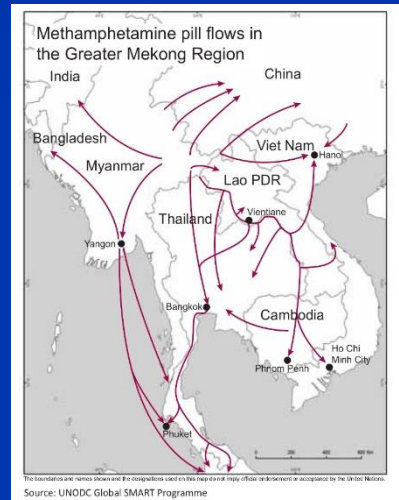 Methamphetamine pill flows in
the Greater Mekong Region
India
China
Bangladesh
Viet Nam
Hanoi
Myanmar
Lao PDR
Thailand
Vientiane
Yangon
Bangkok
Cambodia
Ho Chi
Minh City
Phnom Penh
Phuket
The boundaries and names shown and the designations used on this map do not imply official endorsement or acceptance by the United Nations.
Source: UNODC Global SMART Programme